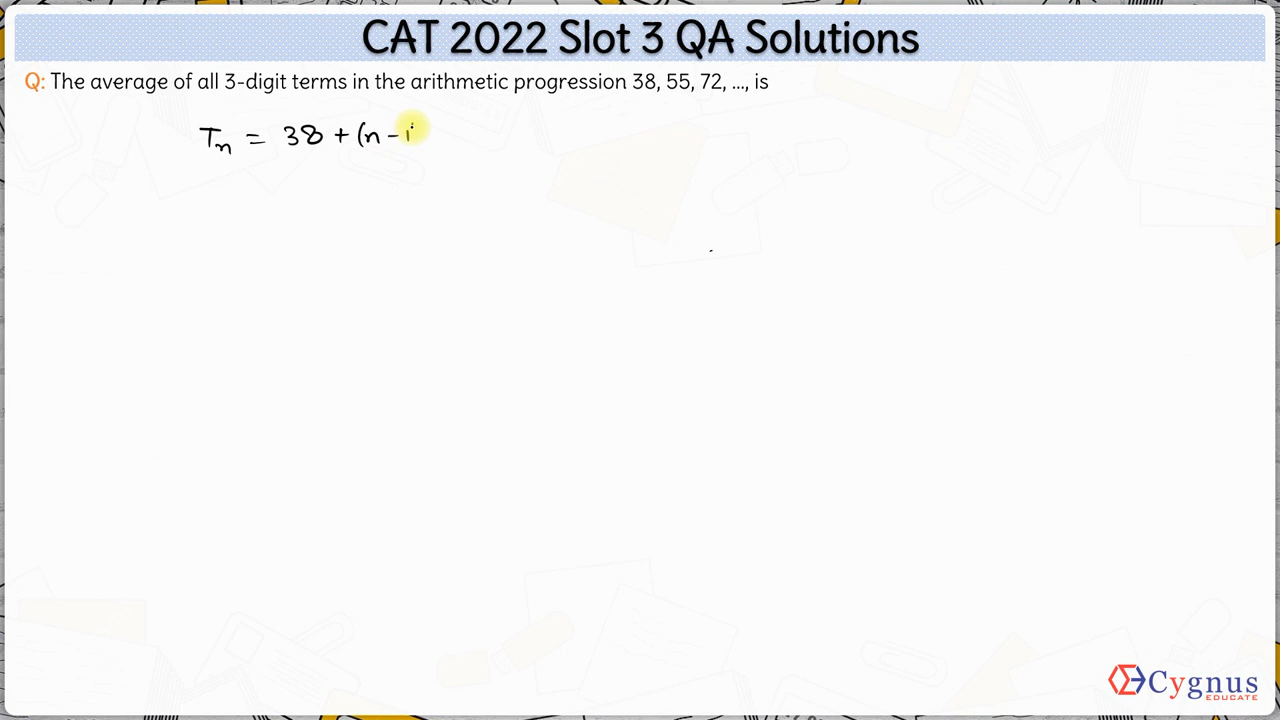 CAT 2022 Slot 3 QA Solutions
Q: The average of all 3-digit terms in the arithmetic progression 38, 55, 72, ..., is
Tn = 38 + (n - 1
Cygnus
EDUCATE